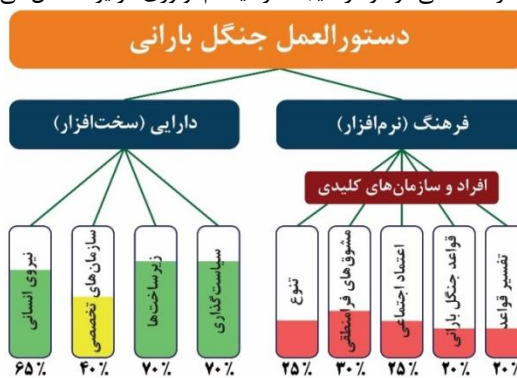 دستورالعمل جنگل بارانی
فرهنگ (نرم‌افزار)
دارایی (سخت‌افزار)
افراد و سازمان‌های کلیدی
تفسیر قواعد
قواعد جنگل بارانی
اعتماد اجتماعی
مشوق‌های فرامنطقی
تنوع
سیاست‌گذاری
زیرساخت‌ها
سازمان‌های تخصصی
نیروی انسانی
۲۰٪
۲۰٪
۲۵٪
۳۰٪
۲۵٪
۷۰٪
۷۰٪
۴۰٪
۶۵٪